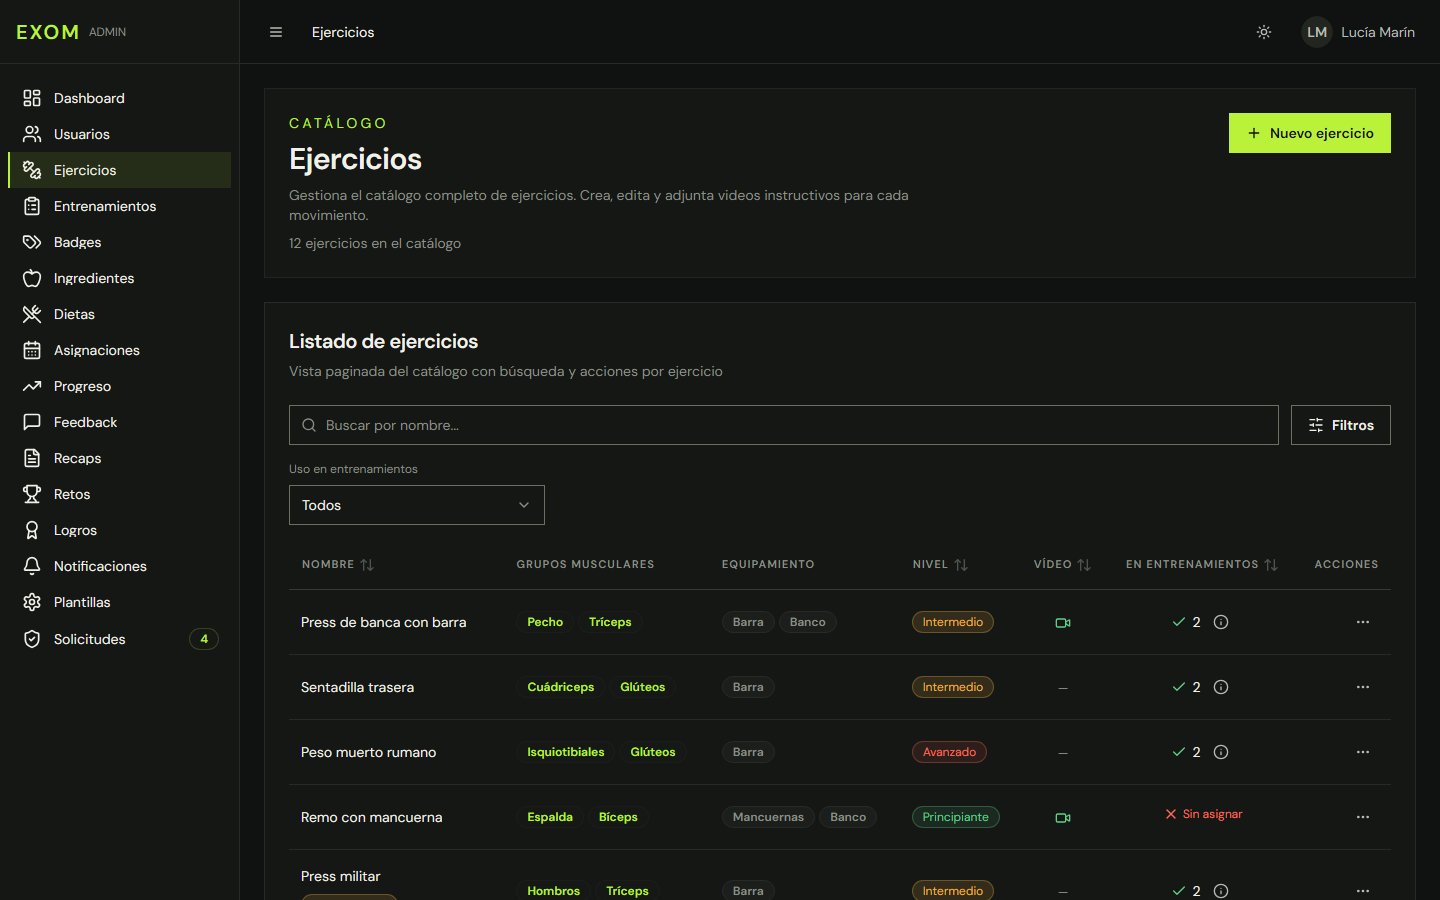 EXOM ADMIN
Ejercicios
LM Lucía Marín
Dashboard
Usuarios
Ejercicios
Entrenamientos
Badges
Ingredientes
Dietas
Asignaciones
Progreso
Feedback
Recaps
Retos
Logros
Notificaciones
Plantillas
Solicitudes 4
CATÁLOGO
Ejercicios
Gestiona el catálogo completo de ejercicios. Crea, edita y adjunta videos instructivos para cada
movimiento.
12 ejercicios en el catálogo
Nuevo ejercicio
Listado de ejercicios
Vista paginada del catálogo con búsqueda y acciones por ejercicio
Buscar por nombre...
Filtros
Uso en entrenamientos
Todos
NOMBRE GRUPOS MUSCULARES EQUIPAMIENTO NIVEL VÍDEO EN ENTRENAMIENTOS ACCIONES
Press de banca con barra Pecho Tríceps Barra Banco Intermedio 2
Sentadilla trasera Cuádriceps Glúteos Barra Intermedio – 2
Peso muerto rumano Isquiotibiales Glúteos Barra Avanzado – 2
Remo con mancuerna Espalda Bíceps Mancuernas Banco Principiante Sin asignar
Press militar Hombros Tríceps Barra Intermedio – 2